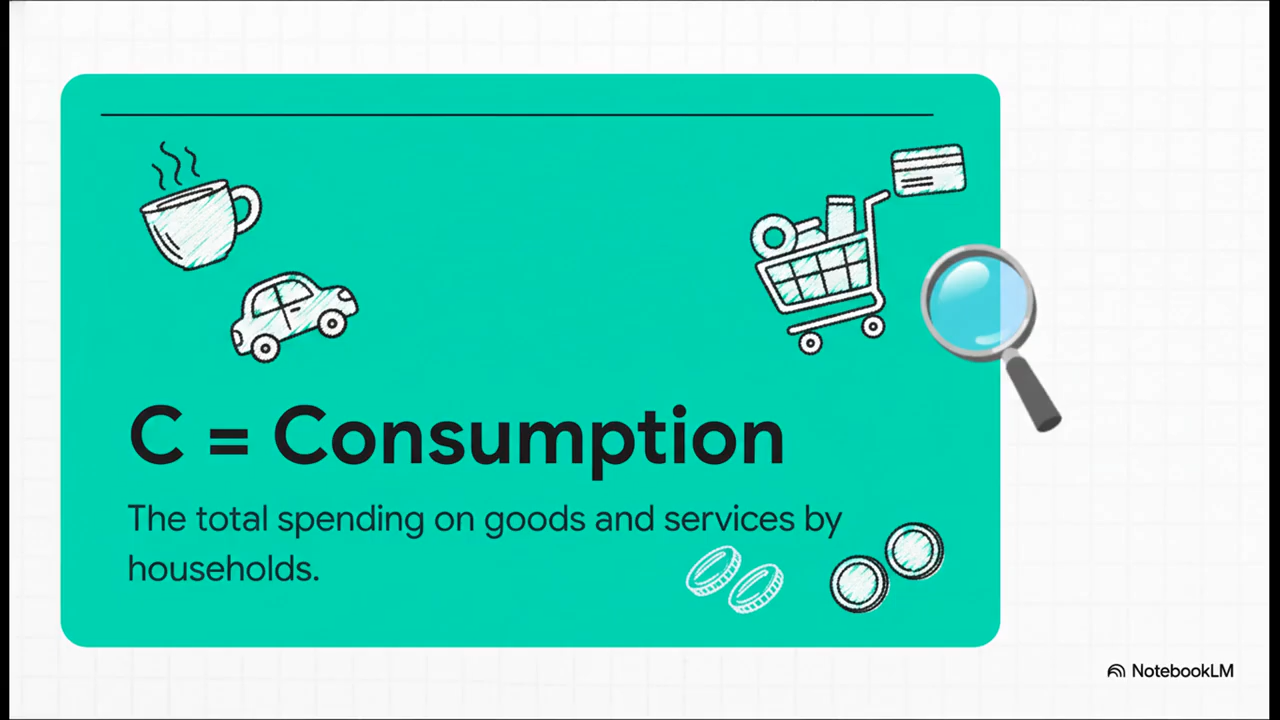 C = Consumption
The total spending on goods and services by
households.
NotebookLM